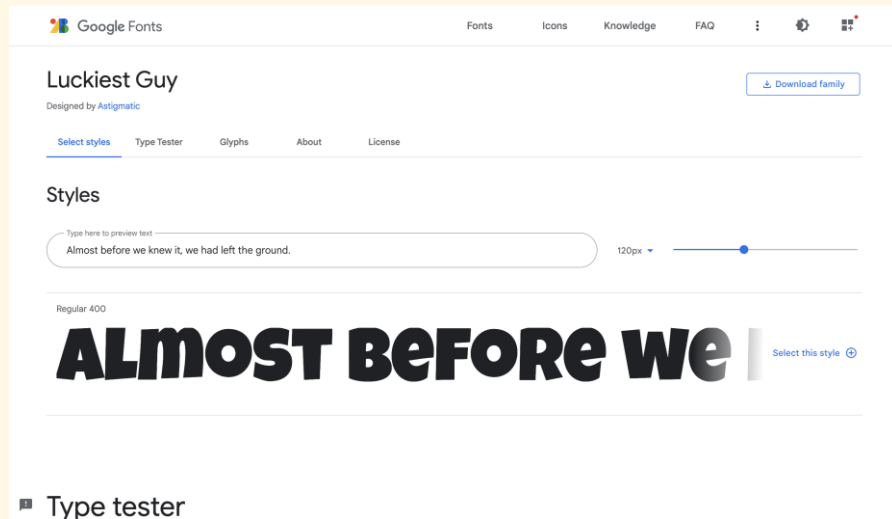 Google Fonts Fonts Icons Knowledge FAQ
Luckiest Guy
Download family
Designed by Astigmatic
Select styles Type Tester Glyphs About License
Styles
Type here to preview text
Almost before we knew it, we had left the ground.
120px
Regular 400
ALMOST BEFORE WE
Select this style
Type tester